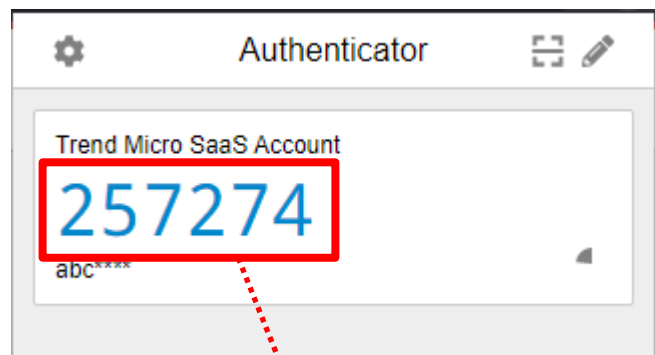 Authenticator
Trend Micro SaaS Account
257274
abc****